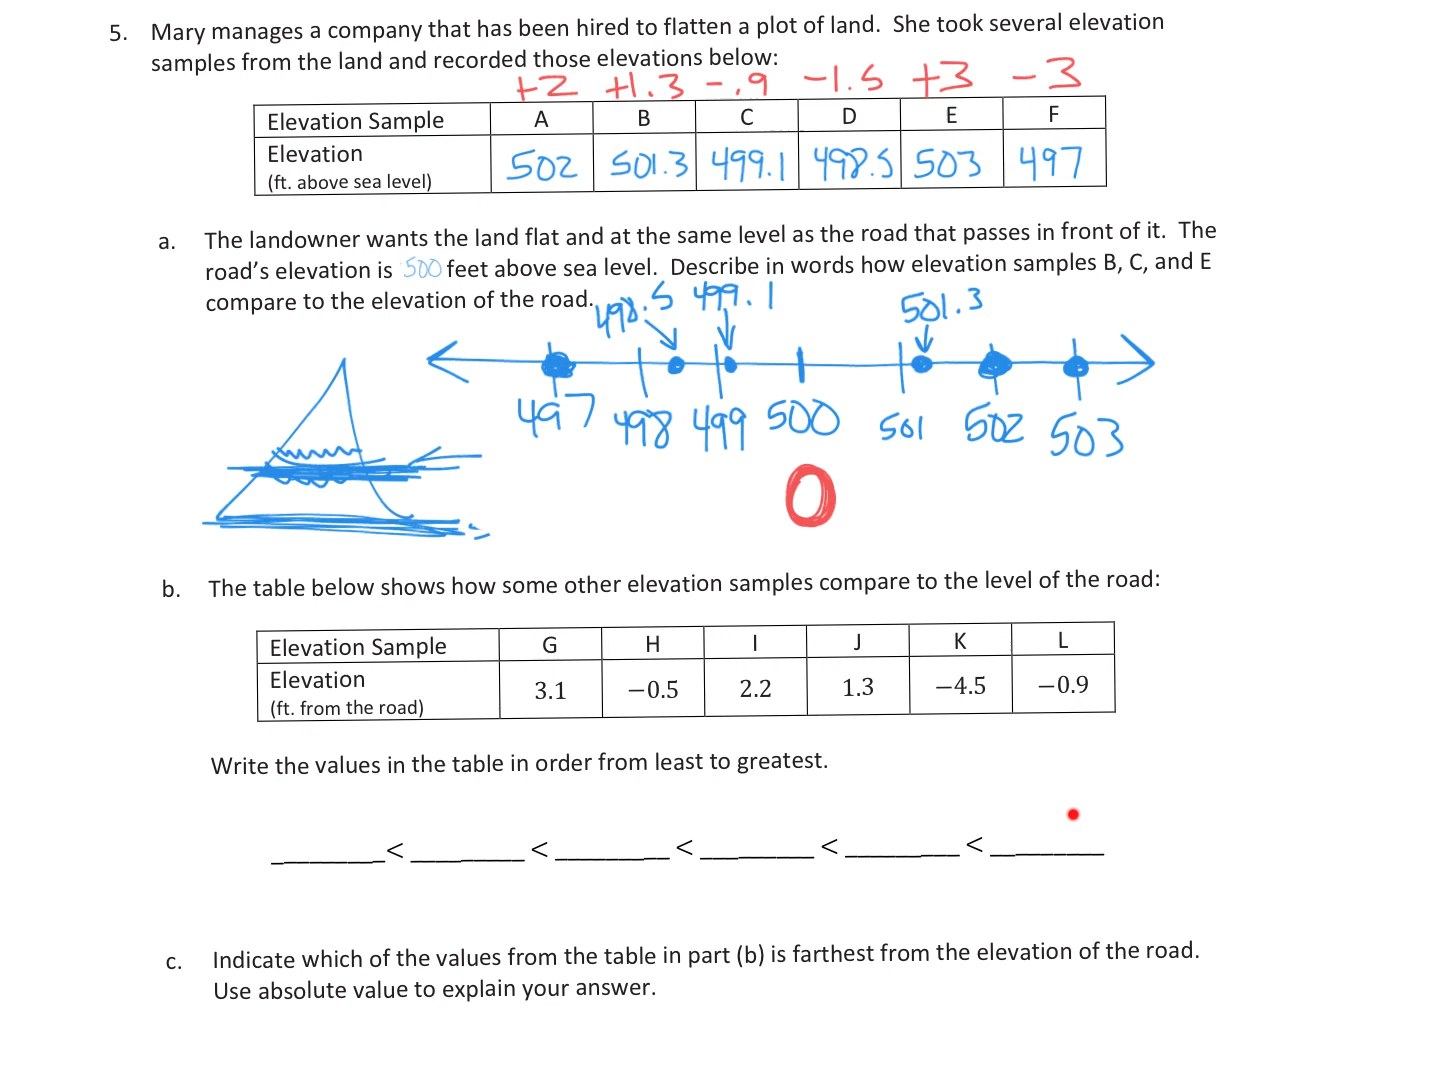 5. Mary manages a company that has been hired to flatten a plot of land. She took several elevation
samples from the land and recorded those elevations below:
+2 +1.3 -.9 -1.5 +3 -3
Elevation Sample A B C D E F
Elevation
(ft. above sea level) 502 501.3 499.1 498.5 503 497
a. The landowner wants the land flat and at the same level as the road that passes in front of it. The
road's elevation is 500 feet above sea level. Describe in words how elevation samples B, C, and E
compare to the elevation of the road.
498.5 499.1 501.3
497 498 499 500 501 502 503
0
b. The table below shows how some other elevation samples compare to the level of the road:
Elevation Sample G H I J K L
Elevation
(ft. from the road) 3.1 −0.5 2.2 1.3 −4.5 −0.9
Write the values in the table in order from least to greatest.
________< ________ < ________ < ________ < ________ < ________
c. Indicate which of the values from the table in part (b) is farthest from the elevation of the road.
Use absolute value to explain your answer.